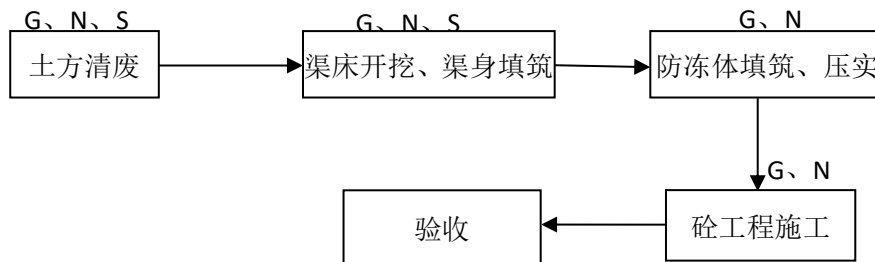 G、N、S
土方清废
G、N、S
渠床开挖、渠身填筑
G、N
防冻体填筑、压实
G、N
砼工程施工
验收